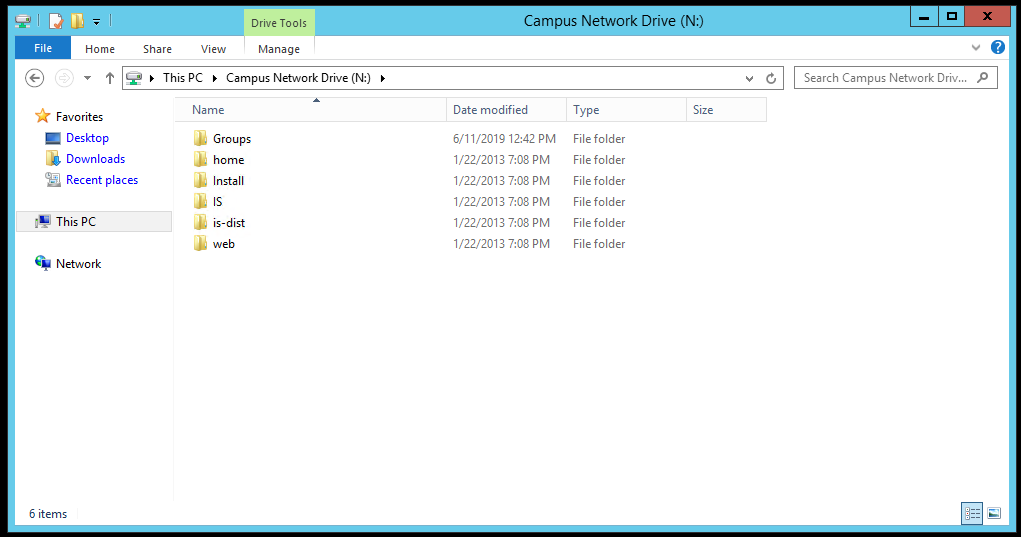 Drive Tools
Campus Network Drive (N:)
File Home Share View Manage
This PC Campus Network Drive (N:)
Search Campus Network Driv...
Name Date modified Type Size
Favorites
Desktop
Downloads
Recent places
This PC
Network
Groups 6/11/2019 12:42 PM File folder
home 1/22/2013 7:08 PM File folder
Install 1/22/2013 7:08 PM File folder
IS 1/22/2013 7:08 PM File folder
is-dist 1/22/2013 7:08 PM File folder
web 1/22/2013 7:08 PM File folder
6 items